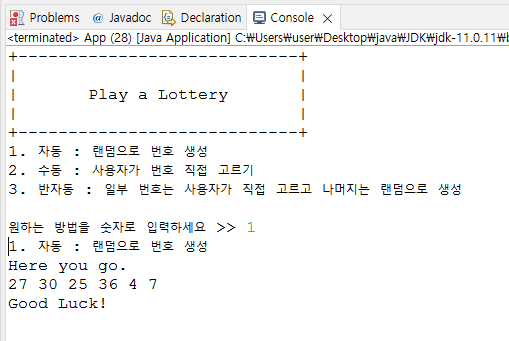 Problems @ Javadoc Declaration Console
<terminated> App (28) [Java Application] C:₩Users₩user₩Desktop₩java₩JDK₩jdk-11.0.11₩b
+----------------------------+
|                            |
|       Play a Lottery       |
|                            |
+----------------------------+
1. 자동 : 랜덤으로 번호 생성
2. 수동 : 사용자가 번호 직접 고르기
3. 반자동 : 일부 번호는 사용자가 직접 고르고 나머지는 랜덤으로 생성
원하는 방법을 숫자로 입력하세요 >> 1
1. 자동 : 랜덤으로 번호 생성
Here you go.
27 30 25 36 4 7
Good Luck!